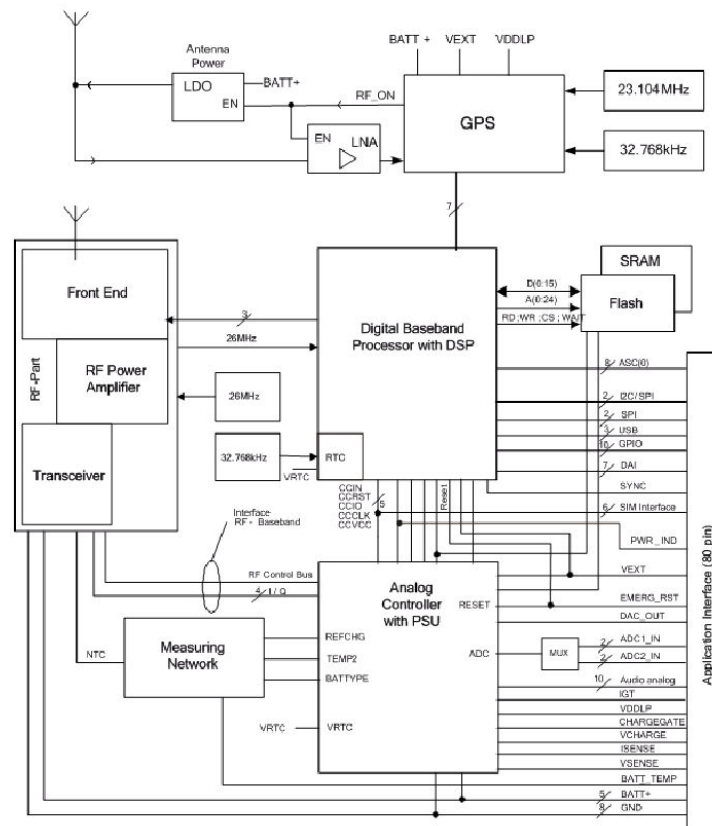 Antenna
Power
BATT +
VEXT
VDDLP
LDO
EN
BATT+
RF_ON
GPS
23.104MHz
32.768kHz
EN
LNA
7
Front End
RF Power
Amplifier
RF-Part
Transceiver
3
26MHz
26MHz
32.768kHz
VRTC
RTC
Digital Baseband
Processor with DSP
SRAM
Flash
D(0:15)
A(0:24)
RD ;WR ;CS ; WAIT
8
ASC(0)
2
I2C/SPI
2
SPI
3
USB
10
GPIO
7
DAI
SYNC
6
SIM Interface
PWR_IND
VEXT
EMERG_RST
DAC_OUT
2
ADC1_IN
2
ADC2_IN
10
Audio analog
IGT
VDDLP
CHARGEGATE
VCHARGE
ISENSE
VSENSE
BATT_TEMP
5
BATT+
8
GND
Application Interface (80 pin)
CCIN
CCRST
CCIO
CCCLK
CCVCC
5
Reset
Interface
RF - Baseband
RF Control Bus
4
I / Q
NTC
Measuring
Network
REFCHG
TEMP2
BATTYPE
VRTC
VRTC
Analog
Controller
with PSU
RESET
ADC
MUX